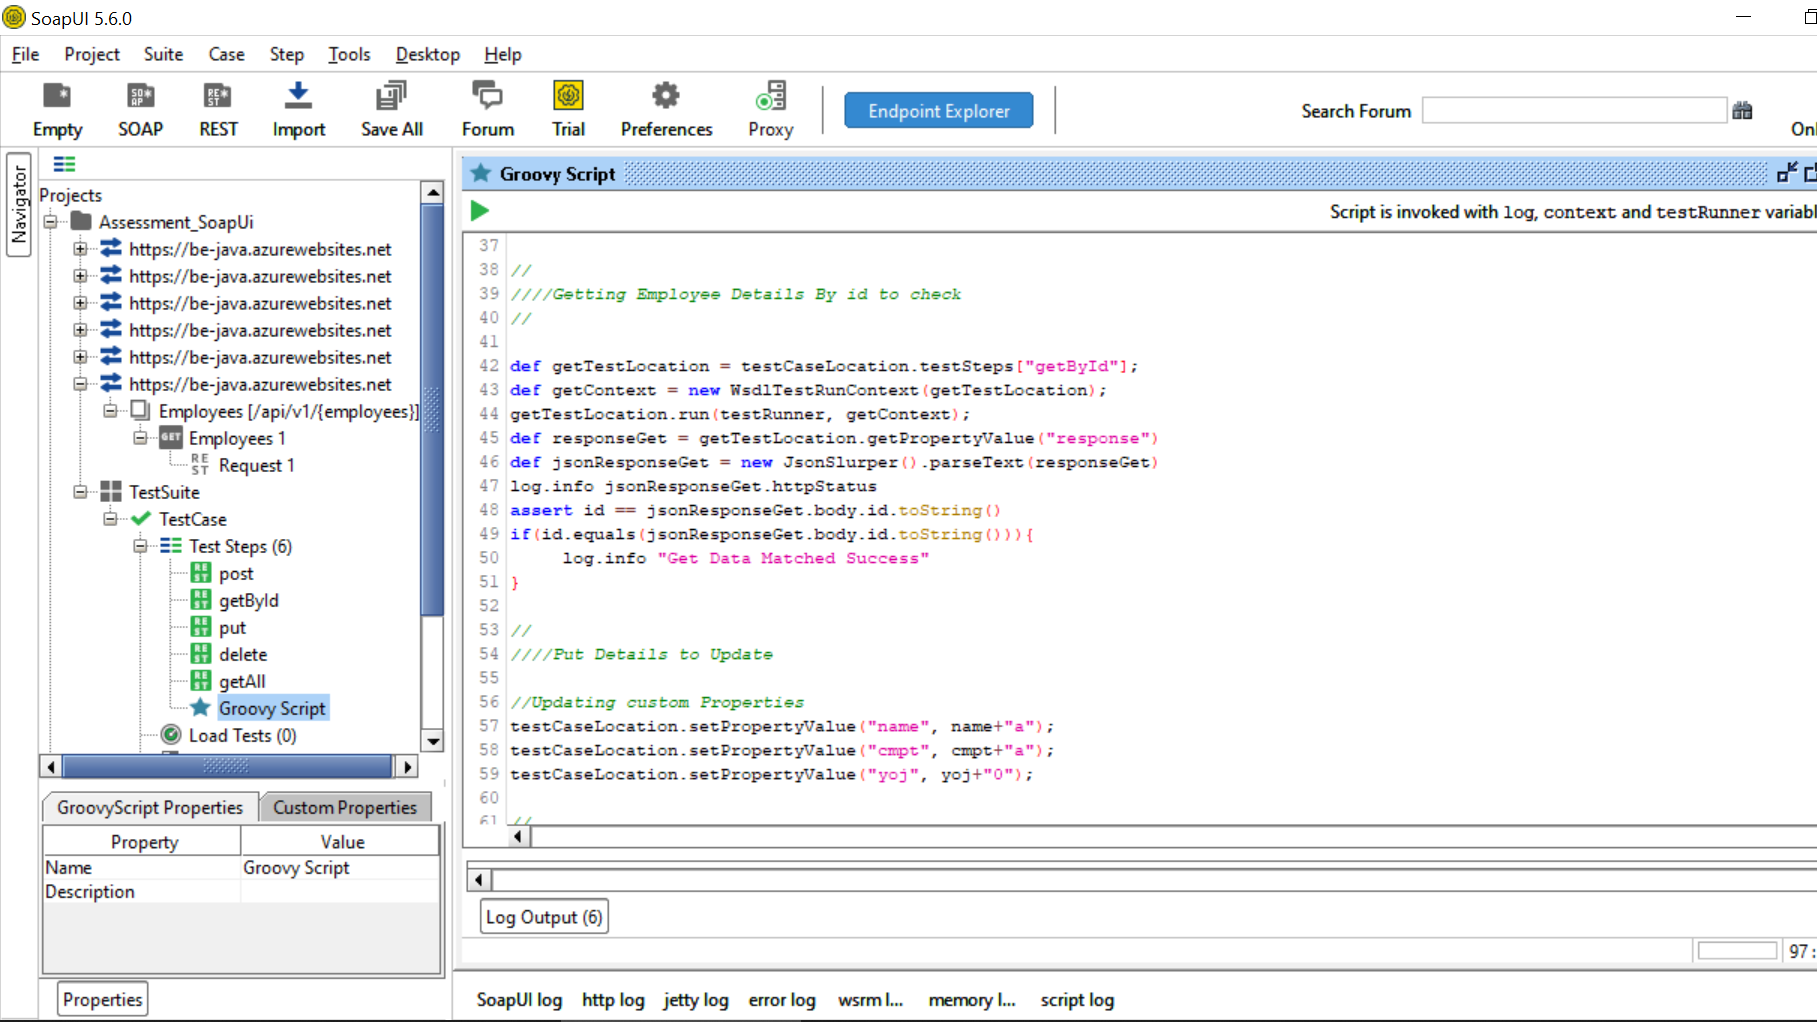 SoapUI 5.6.0
File Project Suite Case Step Tools Desktop Help
Empty SOAP REST Import Save All Forum Trial Preferences Proxy
Endpoint Explorer
Search Forum
Onl
Navigator
Projects
Assessment_SoapUi
https://be-java.azurewebsites.net
https://be-java.azurewebsites.net
https://be-java.azurewebsites.net
https://be-java.azurewebsites.net
https://be-java.azurewebsites.net
https://be-java.azurewebsites.net
Employees [/api/v1/{employees}]
GET Employees 1
REST Request 1
TestSuite
TestCase
Test Steps (6)
REST post
REST getById
REST put
REST delete
REST getAll
Groovy Script
Load Tests (0)
GroovyScript Properties Custom Properties
Property Value
Name Groovy Script
Description
Properties
Groovy Script
Script is invoked with log, context and testRunner variabl
37
38 //
39 ////Getting Employee Details By id to check
40 //
41
42 def getTestLocation = testCaseLocation.testSteps["getById"];
43 def getContext = new WsdlTestRunContext(getTestLocation);
44 getTestLocation.run(testRunner, getContext);
45 def responseGet = getTestLocation.getPropertyValue("response")
46 def jsonResponseGet = new JsonSlurper().parseText(responseGet)
47 log.info jsonResponseGet.httpStatus
48 assert id == jsonResponseGet.body.id.toString()
49 if(id.equals(jsonResponseGet.body.id.toString())){
50 log.info "Get Data Matched Success"
51 }
52
53 //
54 ////Put Details to Update
55
56 //Updating custom Properties
57 testCaseLocation.setPropertyValue("name", name+"a");
58 testCaseLocation.setPropertyValue("cmpt", cmpt+"a");
59 testCaseLocation.setPropertyValue("yoj", yoj+"0");
60
61 //
Log Output (6)
97 :
SoapUI log http log jetty log error log wsrm l... memory l... script log